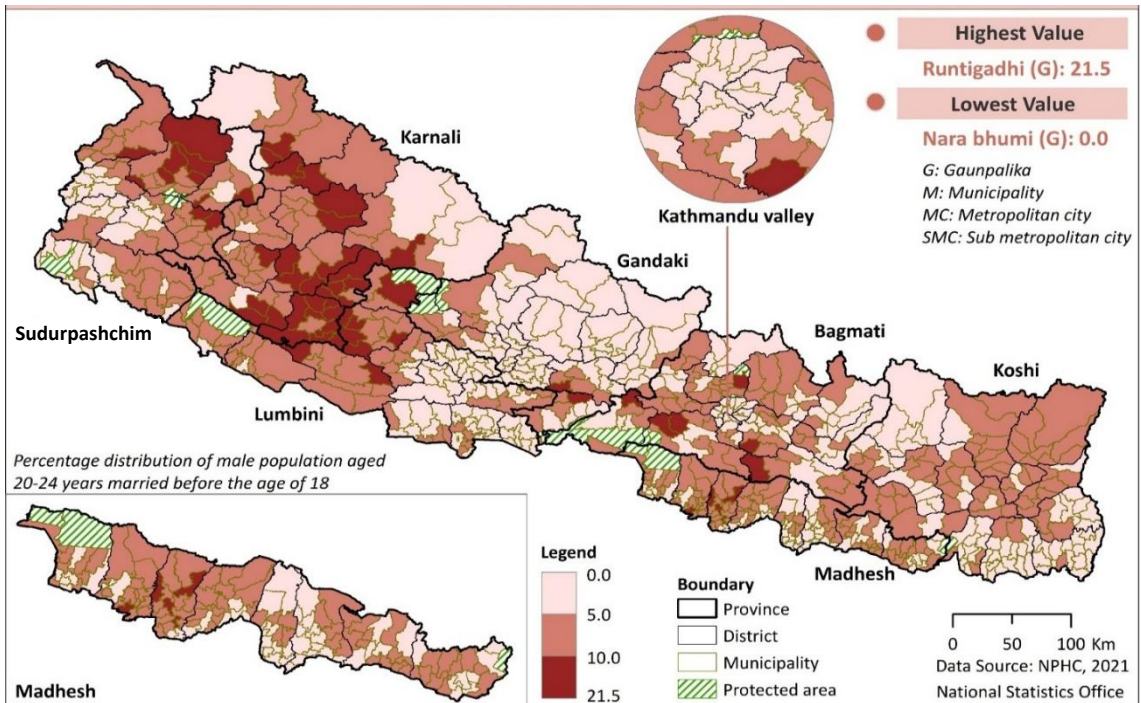 Highest Value
Runtigadhi (G): 21.5
Lowest Value
Nara bhumi (G): 0.0
G: Gaunpalika
M: Municipality
MC: Metropolitan city
SMC: Sub metropolitan city
Karnali
Kathmandu valley
Gandaki
Sudurpashchim
Bagmati
Koshi
Lumbini
Percentage distribution of male population aged
20-24 years married before the age of 18
Madhesh
Madhesh
Legend
0.0
5.0
10.0
21.5
Boundary
Province
District
Municipality
Protected area
0 50 100 Km
Data Source: NPHC, 2021
National Statistics Office